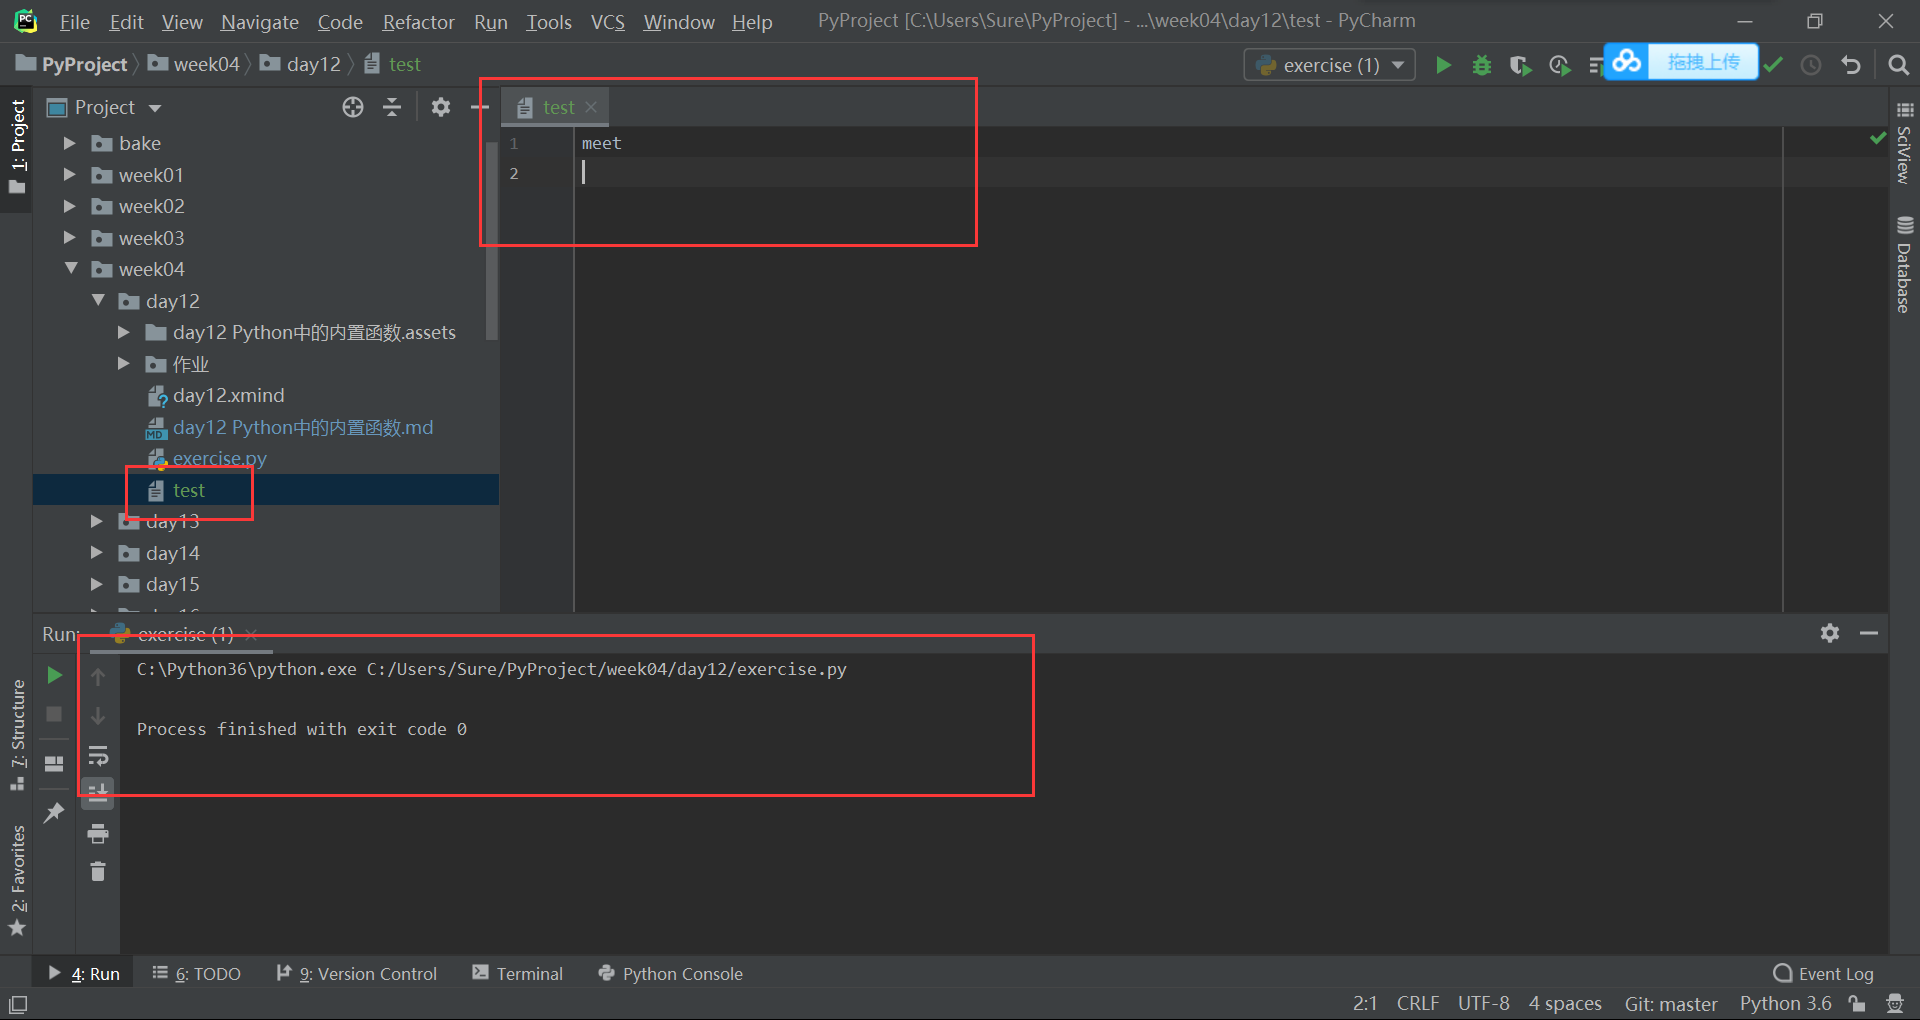 File Edit View Navigate Code Refactor Run Tools VCS Window Help PyProject [C:\Users\Sure\PyProject] - ...\week04\day12\test - PyCharm
PyProject week04 day12 test exercise (1) 拖拽上传
1: Project
Project
test
bake
week01
week02
week03
week04
day12
day12 Python中的内置函数.assets
作业
day12.xmind
day12 Python中的内置函数.md
exercise.py
test
day13
day14
day15
1 meet
2
SciView
Database
Run: exercise (1)
C:\Python36\python.exe C:/Users/Sure/PyProject/week04/day12/exercise.py
Process finished with exit code 0
7: Structure
2: Favorites
4: Run 6: TODO 9: Version Control Terminal Python Console Event Log
2:1 CRLF UTF-8 4 spaces Git: master Python 3.6